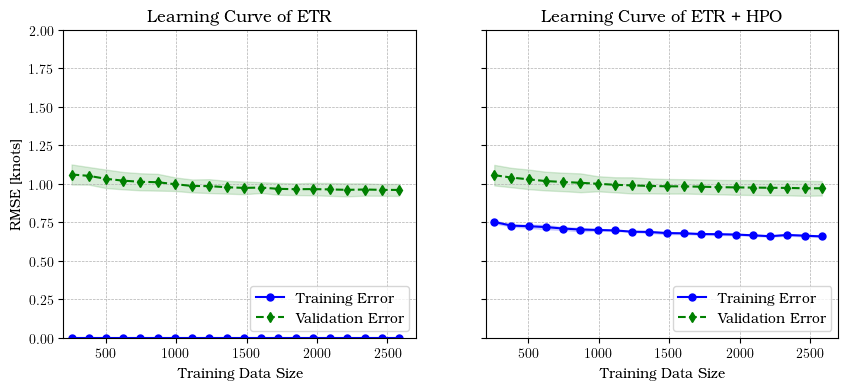 Learning Curve of ETR
Learning Curve of ETR + HPO
2.00
1.75
1.50
1.25
1.00
0.75
0.50
0.25
0.00
RMSE [knots]
Training Error
Validation Error
Training Error
Validation Error
500 1000 1500 2000 2500
500 1000 1500 2000 2500
Training Data Size
Training Data Size